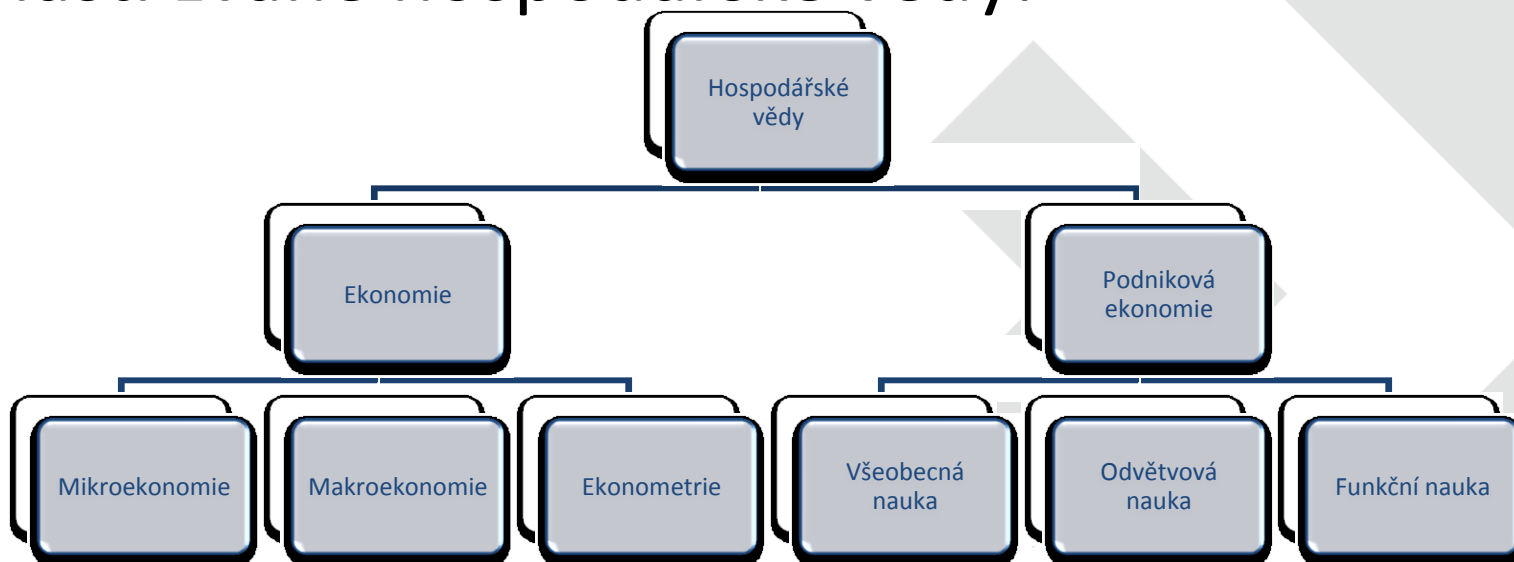 Hospodářské
vědy
Ekonomie
Podniková
ekonomie
Mikroekonomie
Makroekonomie
Ekonometrie
Všeobecná
nauka
Odvětvová
nauka
Funkční nauka